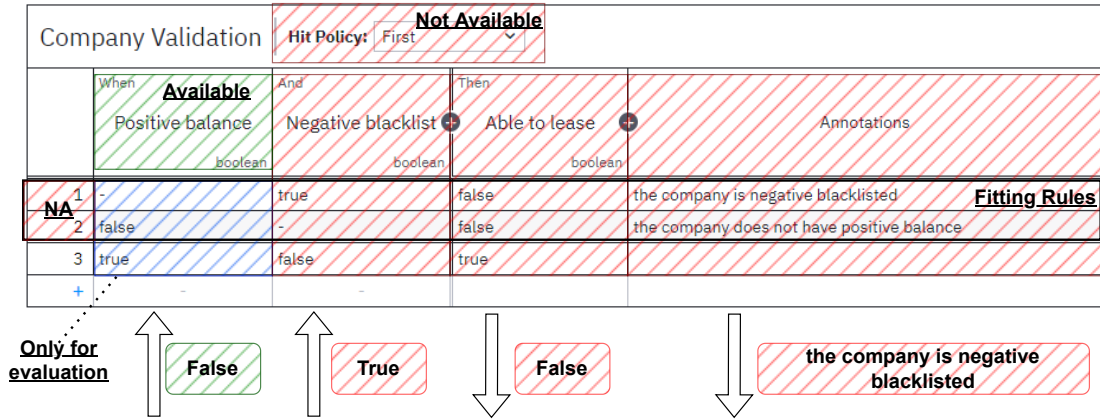 Not Available
Company Validation Hit Policy: First
When And Then
Available
Positive balance Negative blacklist + Able to lease + Annotations
boolean boolean boolean
1 - true false the company is negative blacklisted Fitting Rules
NA
2 false - false the company does not have positive balance
3 true false true
+ - -
Only for
evaluation
False True False the company is negative
blacklisted